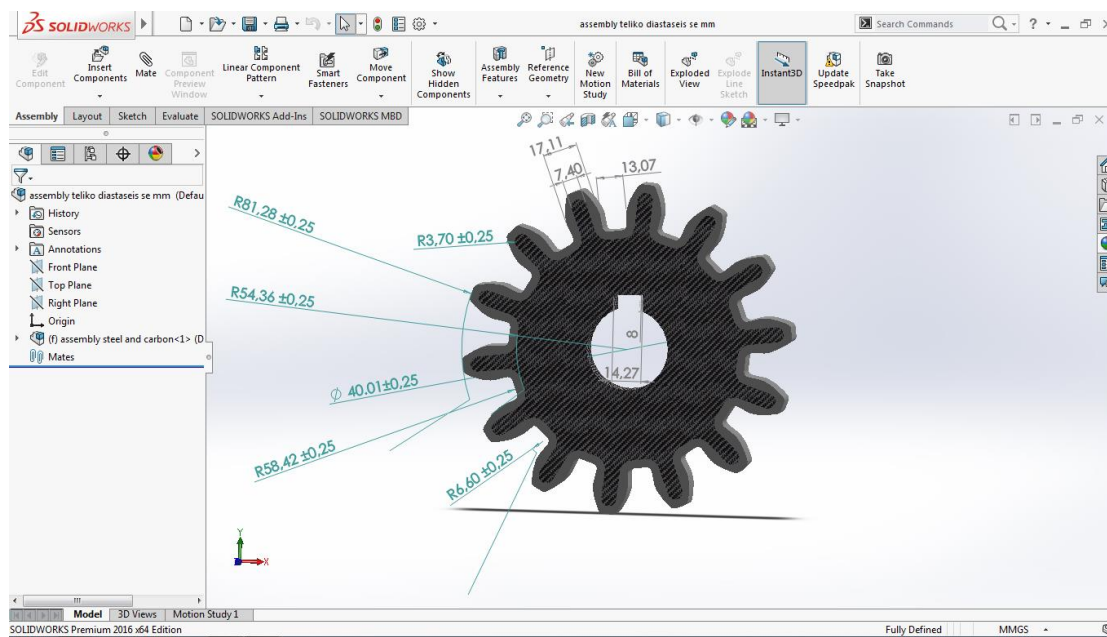 SOLIDWORKS
assembly teliko diastaseis se mm
Search Commands
?
Edit Component
Insert Components
Mate
Component Preview Window
Linear Component Pattern
Smart Fasteners
Move Component
Show Hidden Components
Assembly Features
Reference Geometry
New Motion Study
Bill of Materials
Exploded View
Explode Line Sketch
Instant3D
Update Speedpak
Take Snapshot
Assembly
Layout
Sketch
Evaluate
SOLIDWORKS Add-Ins
SOLIDWORKS MBD
assembly teliko diastaseis se mm (Defau
History
Sensors
Annotations
Front Plane
Top Plane
Right Plane
Origin
(f) assembly steel and carbon<1> (D
Mates
17,11
7,40
13,07
R81,28 ±0,25
R3,70 ±0,25
R54,36 ±0,25
8
14,27
Ø 40.01±0,25
R58,42 ±0,25
R6,60 ±0,25
Y
X
Model
3D Views
Motion Study 1
SOLIDWORKS Premium 2016 x64 Edition
Fully Defined
MMGS